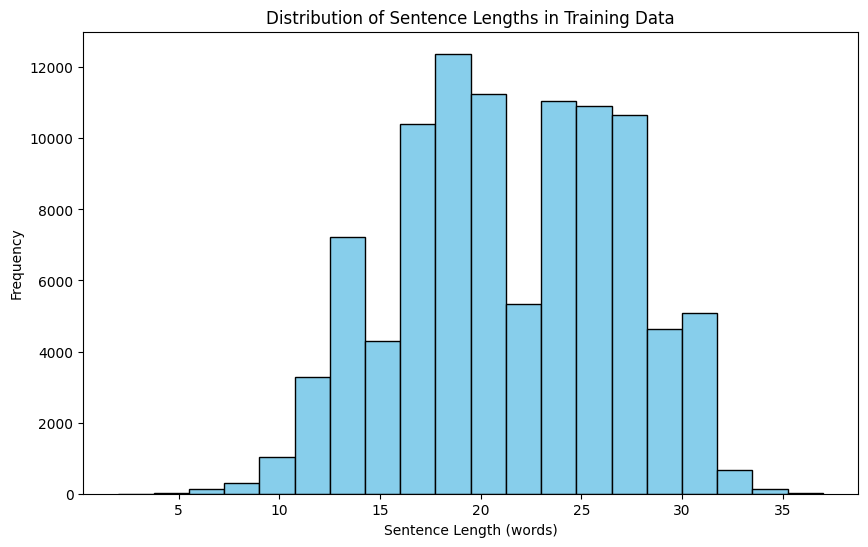 Distribution of Sentence Lengths in Training Data
12000
10000
8000
6000
4000
2000
0
Frequency
5 10 15 20 25 30 35
Sentence Length (words)